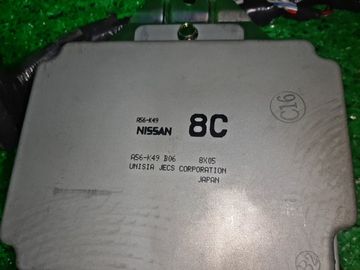 A56-K49
NISSAN 8C
C16
A56-K49 B06 8X05
UNISIA JECS CORPORATION
JAPAN